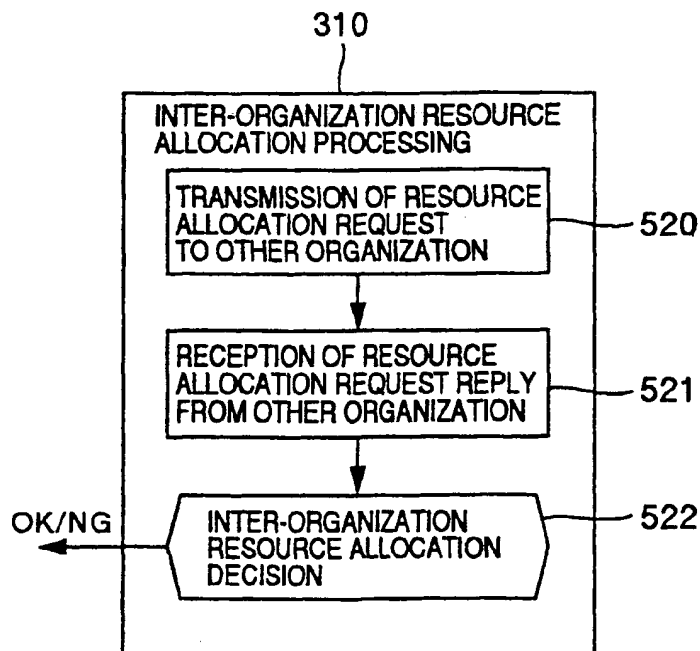 310
INTER-ORGANIZATION RESOURCE
ALLOCATION PROCESSING
TRANSMISSION OF RESOURCE
ALLOCATION REQUEST
TO OTHER ORGANIZATION
520
RECEPTION OF RESOURCE
ALLOCATION REQUEST REPLY
FROM OTHER ORGANIZATION
521
OK/NG
INTER-ORGANIZATION
RESOURCE ALLOCATION
DECISION
522